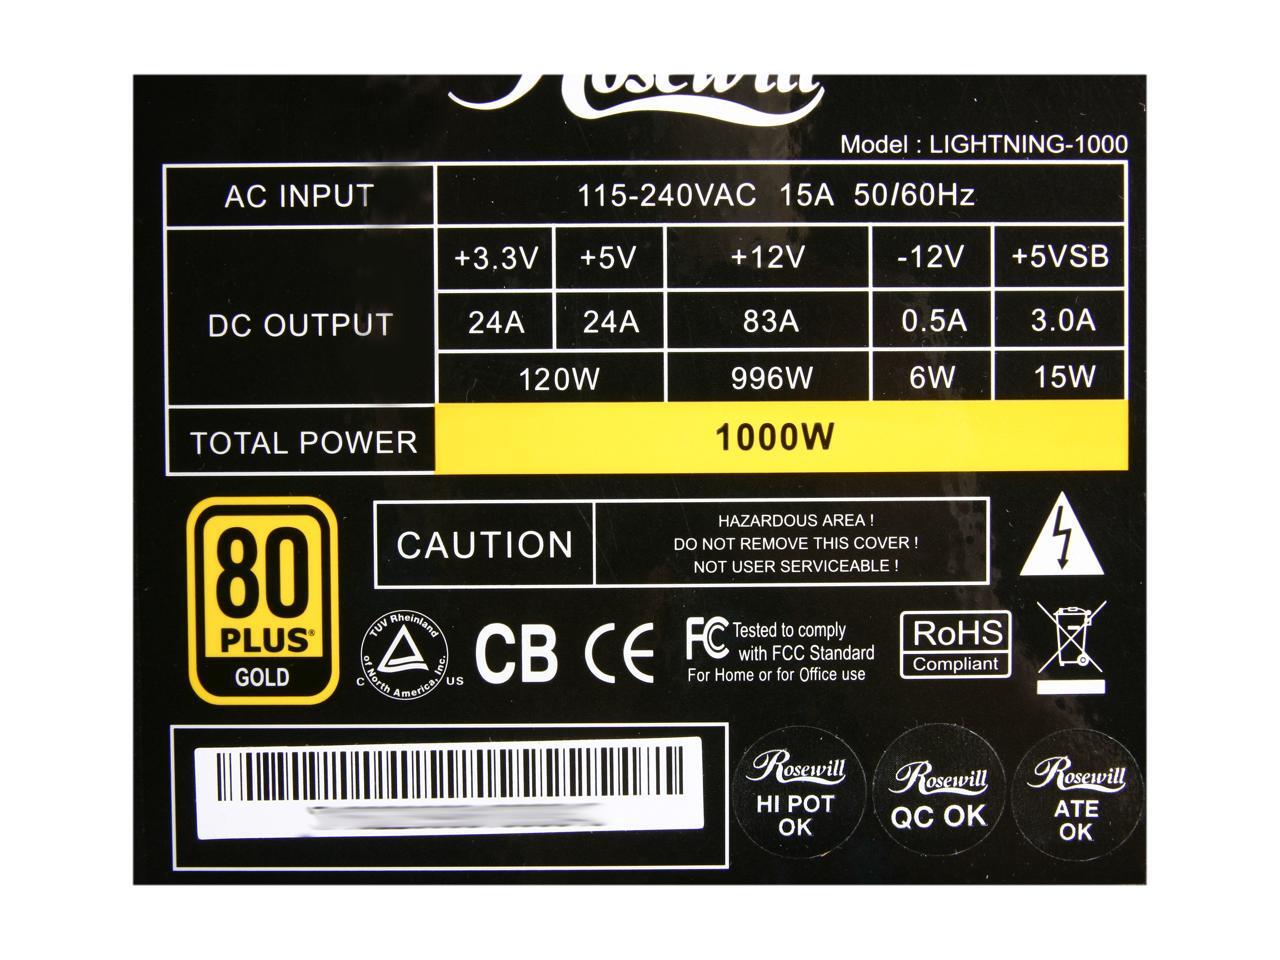 Rosewill
Model : LIGHTNING-1000
AC INPUT 115-240VAC 15A 50/60Hz
DC OUTPUT
+3.3V +5V +12V -12V +5VSB
24A 24A 83A 0.5A 3.0A
120W 996W 6W 15W
TOTAL POWER 1000W
80
PLUS®
GOLD
CAUTION
HAZARDOUS AREA !
DO NOT REMOVE THIS COVER !
NOT USER SERVICEABLE !
TUV Rheinland
of North America, Inc.
C US
CB CE
FC Tested to comply
with FCC Standard
For Home or for Office use
RoHS
Compliant
Rosewill
HI POT
OK
Rosewill
QC OK
Rosewill
ATE
OK